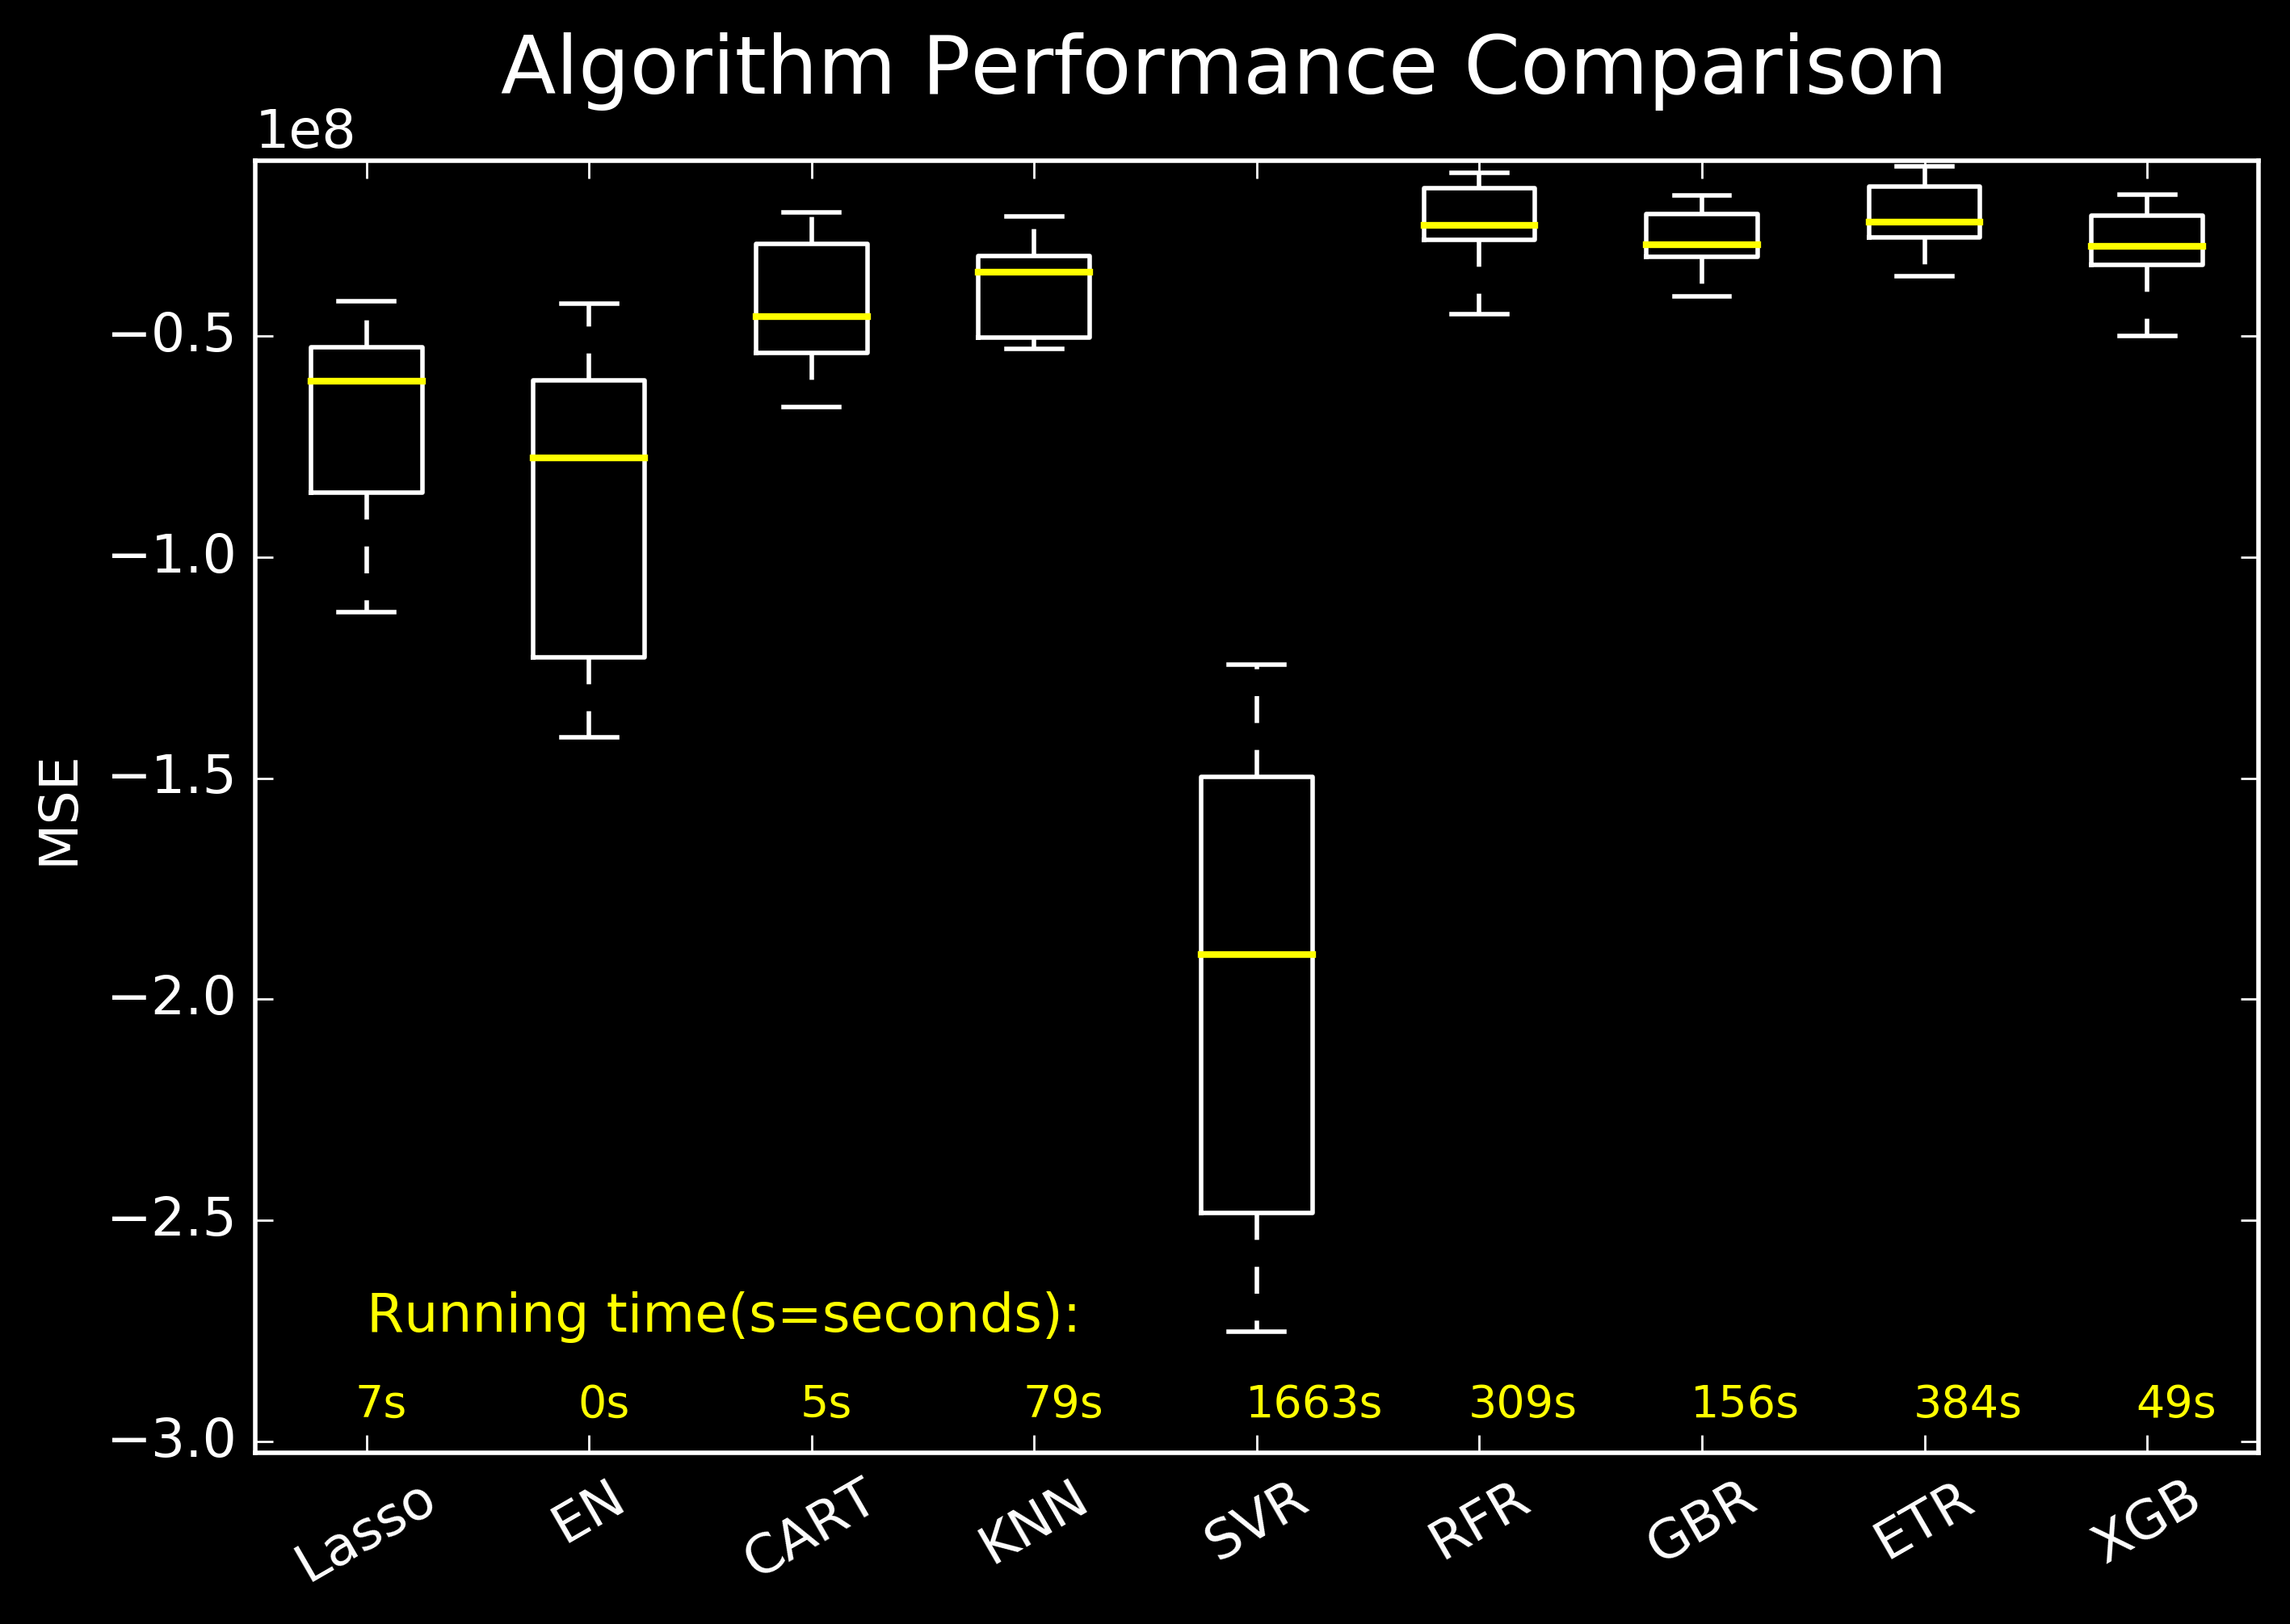 Algorithm Performance Comparison
1e8
−0.5
−1.0
−1.5
−2.0
−2.5
−3.0
MSE
Running time(s=seconds):
7s 0s 5s 79s 1663s 309s 156s 384s 49s
Lasso EN CART KNN SVR RFR GBR ETR XGB